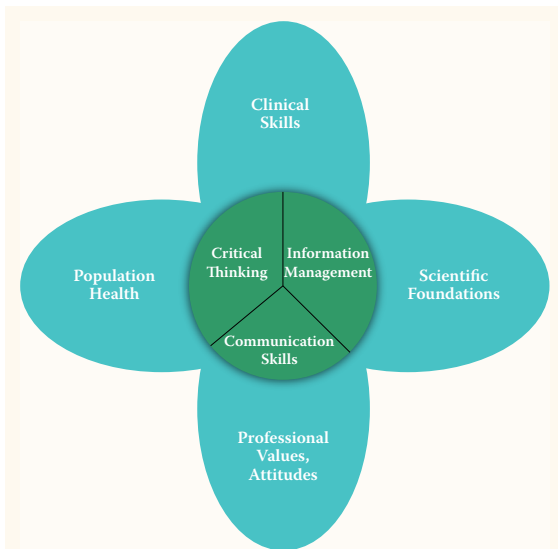 Clinical
Skills
Critical
Thinking
Information
Management
Population
Health
Scientific
Foundations
Communication
Skills
Professional
Values,
Attitudes